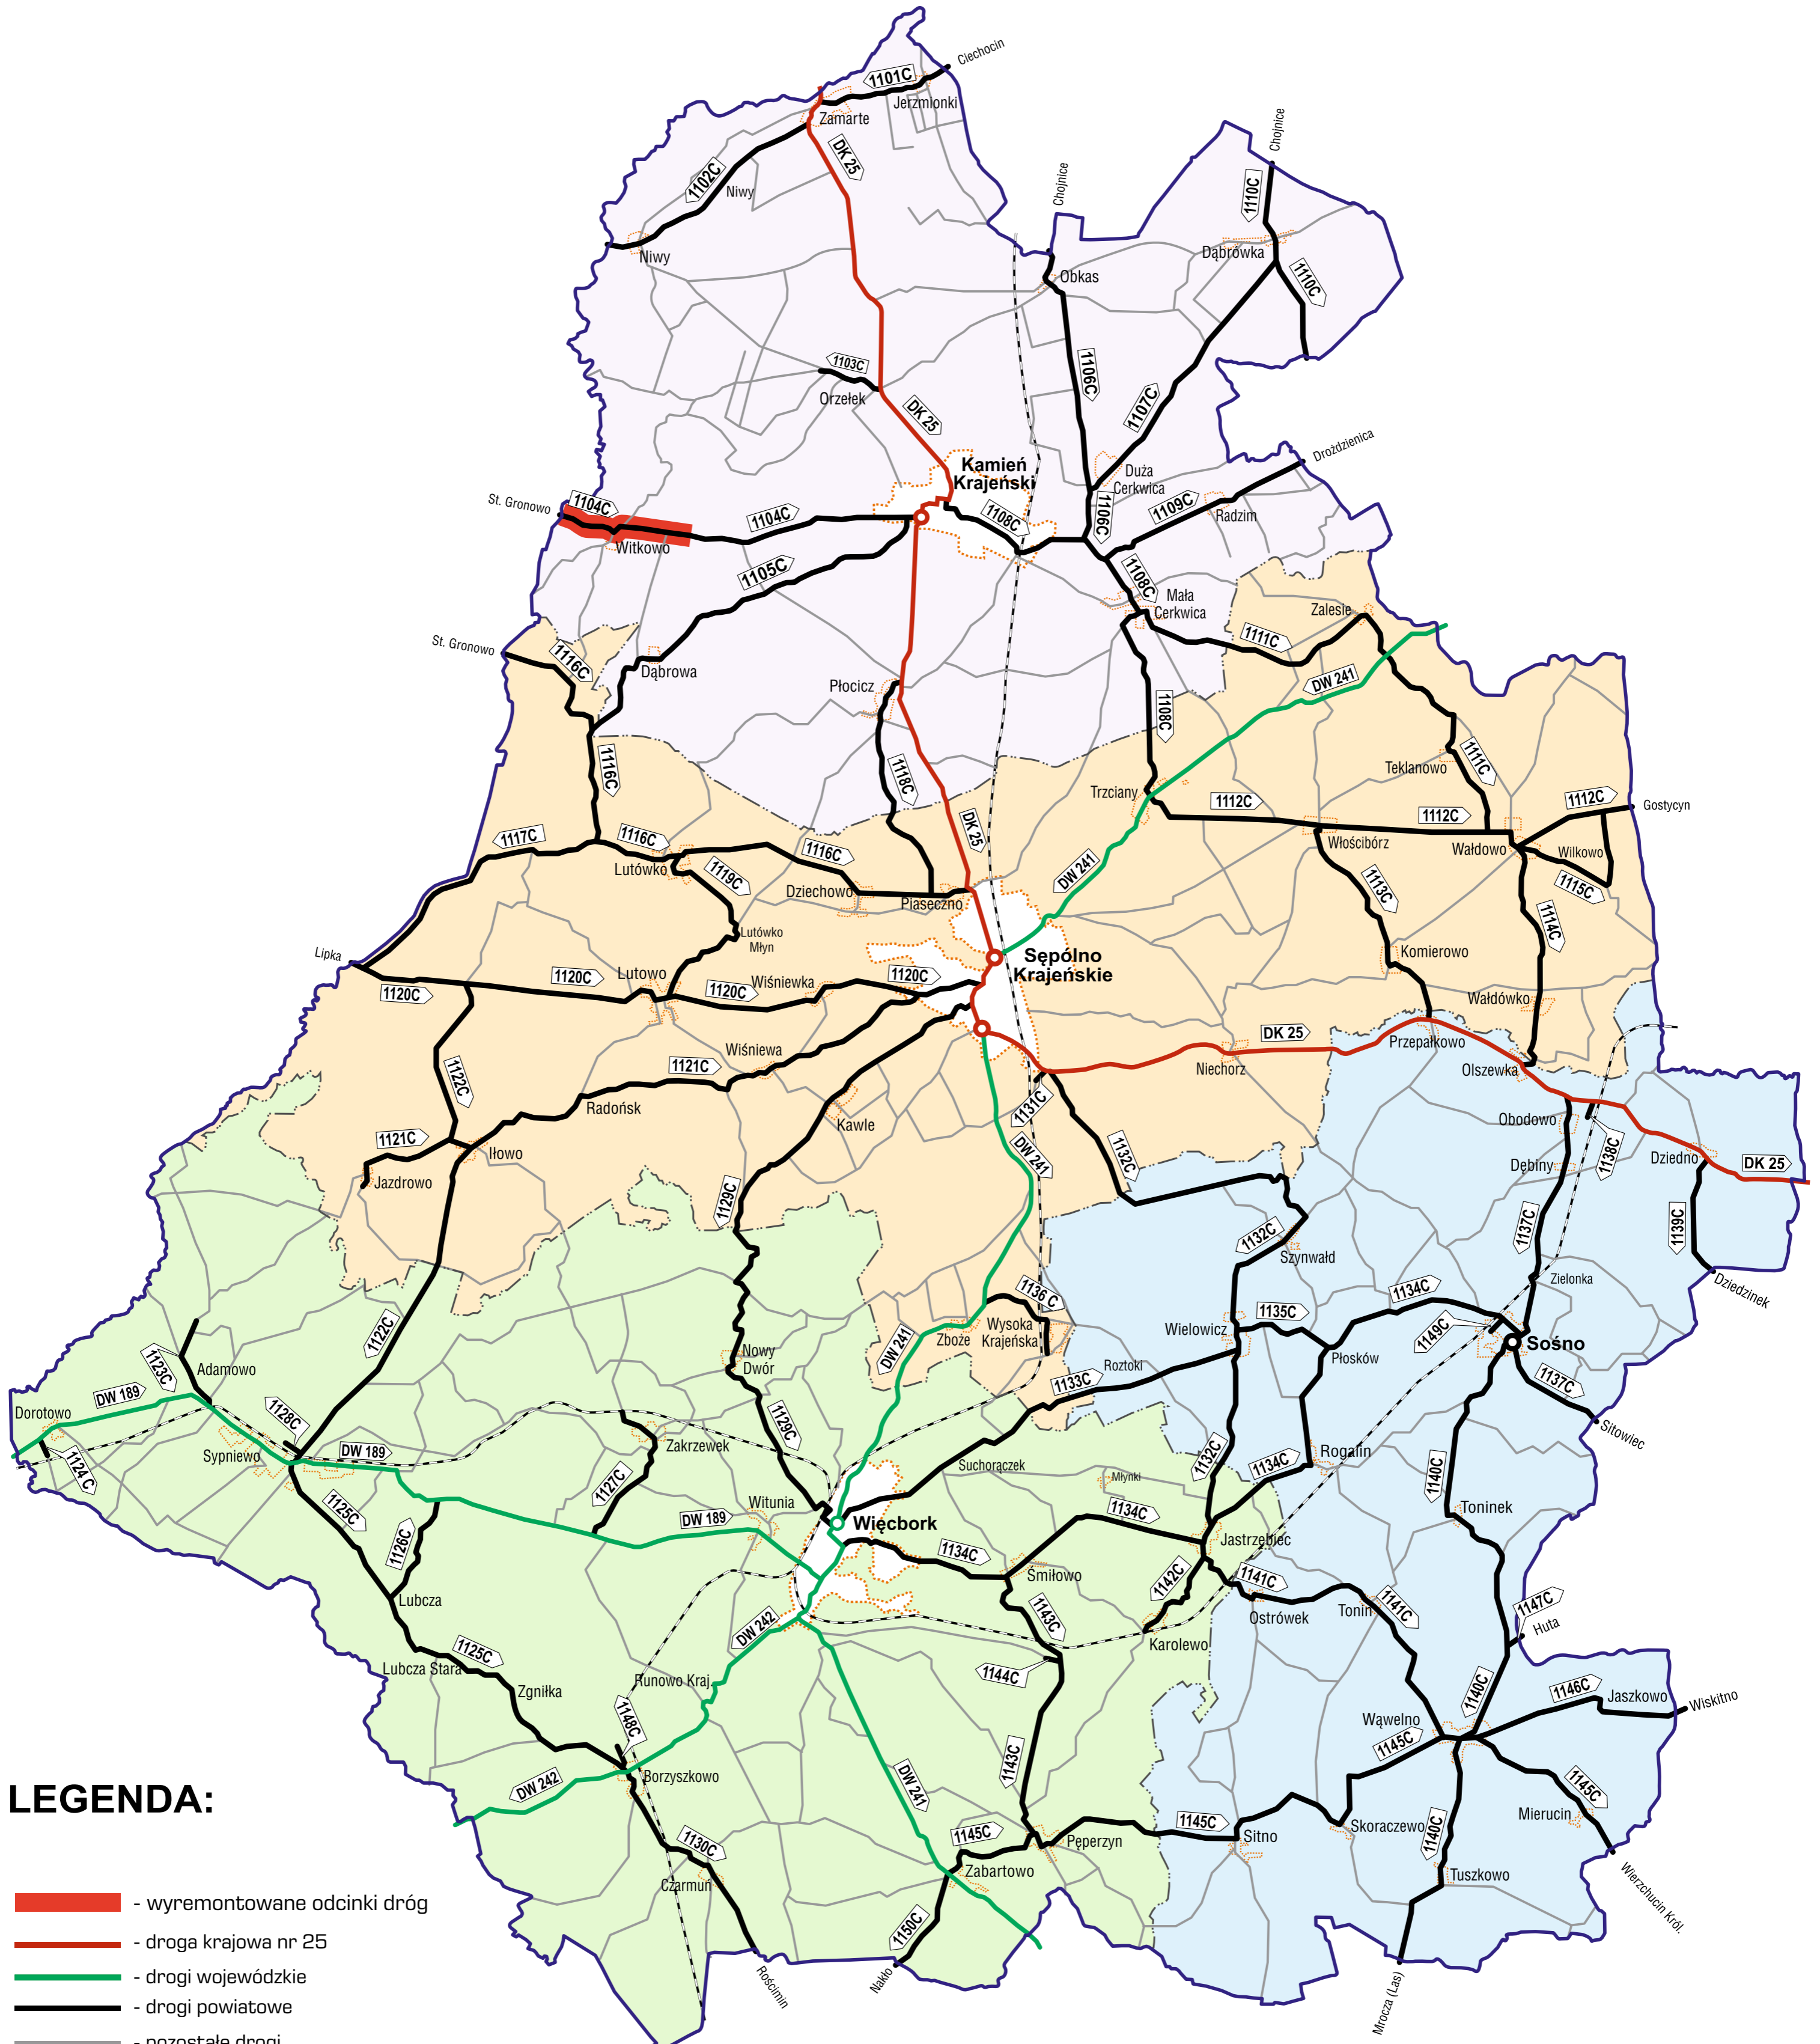 Ciechocin
1101C
Jerzmionki
Zamarte
DK 25
1102C
Niwy
Niwy
Chojnice
Chojnice
1110C
Dąbrówka
1110C
Obkas
1103C
Orzełek
1106C
1107C
DK 25
Kamień
Krajeński
Duża
Cerkwica
Drożdzienica
1109C
Radzim
St. Gronowo
1104C
1104C
Witkowo
1108C
1106C
1105C
1108C
Mała
Cerkwica
Zalesie
1111C
St. Gronowo
1116C
Dąbrowa
Płocicz
DW 241
1108C
1116C
1118C
Teklanowo
1111C
Trzciany
1112C
1112C
1112C
Gostycyn
1117C
1116C
1116C
DK 25
Włościbórz
Wałdowo
Wilkowo
Lutówko
1119C
Dziechowo
Piaseczno
DW 241
1113C
1115C
1114C
Lutówko
Młyn
Komierowo
Lipka
1120C
1120C
Lutowo
1120C
Wiśniewka
1120C
Sępólno
Krajeńskie
Wałdówko
DK 25
Przepałkowo
Niechorz
Olszewka
Wiśniewa
1121C
Radońsk
1122C
Kawle
1131C
Obodowo
1121C
Iłowo
Jazdrowo
DW 241
1132C
Dębiny
1138C
Dziedno
DK 25
1129C
1132C
Szynwałd
1137C
1139C
Zielonka
Dziedzinek
1136 C
Wysoka
Krajeńska
Zboże
1134C
1135C
Wielowicz
1149C
Sośno
Płosków
1122C
DW 241
Nowy
Dwór
Roztoki
1133C
1137C
Sitowiec
1123C
Adamowo
DW 189
Dorotowo
1128C
Sypniewo
DW 189
1124 C
1129C
Zakrzewek
1127C
Suchorączek
Młynki
1132C
1134C
Rogalin
1140C
Toninek
1125C
1126C
Witunia
DW 189
Więcbork
1134C
1134C
Jastrzębiec
Śmiłowo
1142C
1141C
Ostrówek
Tonin
1141C
1147C
Huta
Lubcza
1143C
Karolewo
DW 242
1125C
Lubcza Stara
Zgniłka
Runowo Kraj.
1144C
1140C
1146C
Jaszkowo
Wiskitno
Wąwelno
1145C
1148C
Borzyszkowo
DW 242
DW 241
1143C
1145C
Mierucin
Skoraczewo
1140C
1145C
Sitno
1145C
Pęperzyn
Zabartowo
1130C
Czarmuń
Tuszkowo
Wierzchucin Król.
1150C
Nakło
Rościmin
Mrocza (Las)
LEGENDA:
- wyremontowane odcinki dróg
- droga krajowa nr 25
- drogi wojewódzkie
- drogi powiatowe
- pozostałe drogi